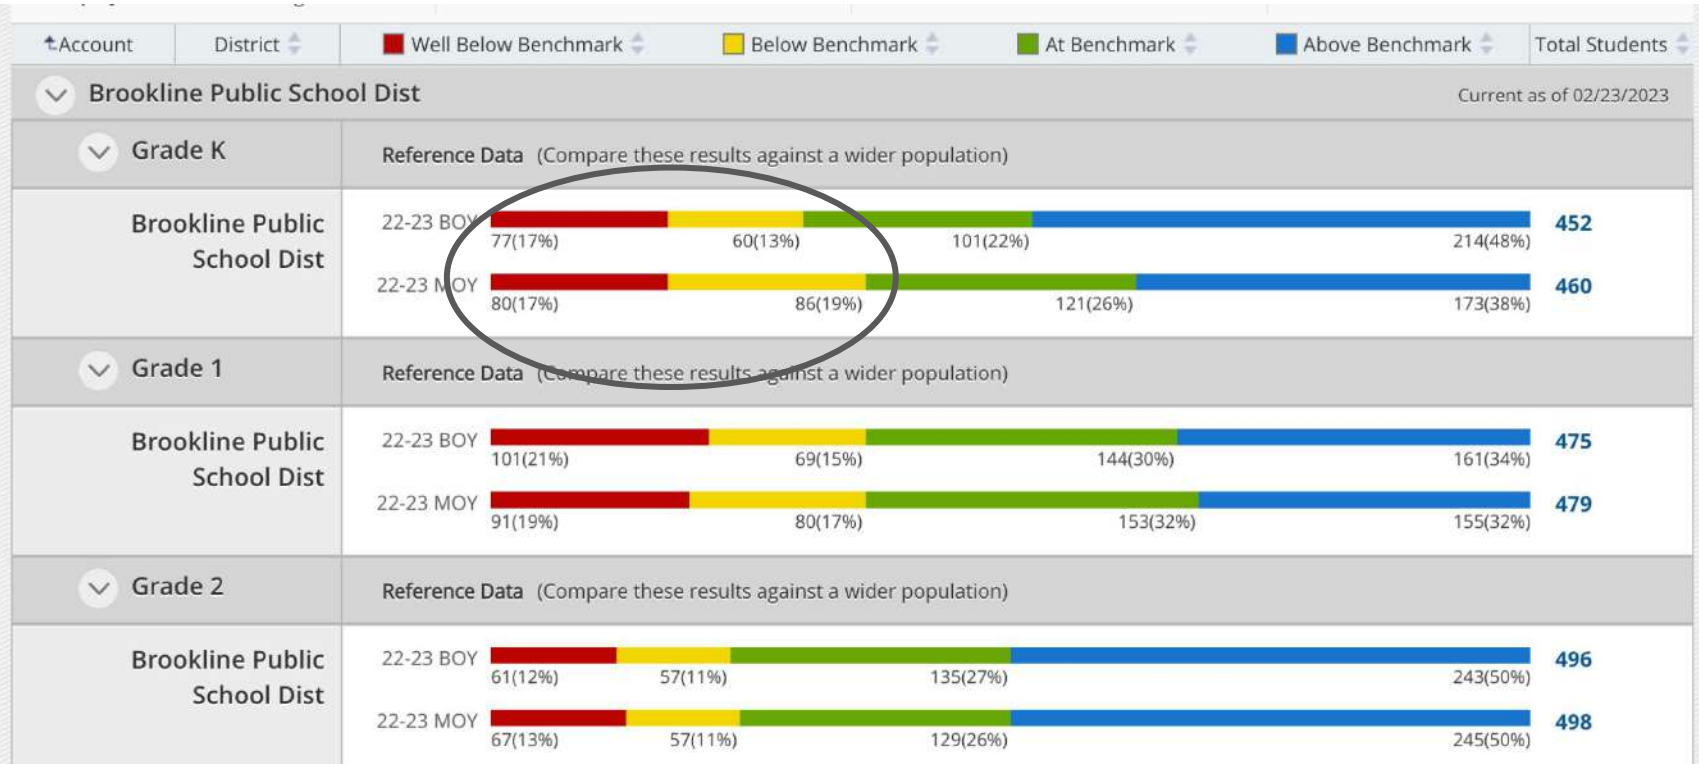 Account District Well Below Benchmark Below Benchmark At Benchmark Above Benchmark Total Students
Brookline Public School Dist Current as of 02/23/2023
Grade K Reference Data (Compare these results against a wider population)
Brookline Public School Dist
22-23 BOY 77(17%) 60(13%) 101(22%) 214(48%) 452
22-23 MOY 80(17%) 86(19%) 121(26%) 173(38%) 460
Grade 1 Reference Data (Compare these results against a wider population)
Brookline Public School Dist
22-23 BOY 101(21%) 69(15%) 144(30%) 161(34%) 475
22-23 MOY 91(19%) 80(17%) 153(32%) 155(32%) 479
Grade 2 Reference Data (Compare these results against a wider population)
Brookline Public School Dist
22-23 BOY 61(12%) 57(11%) 135(27%) 243(50%) 496
22-23 MOY 67(13%) 57(11%) 129(26%) 245(50%) 498